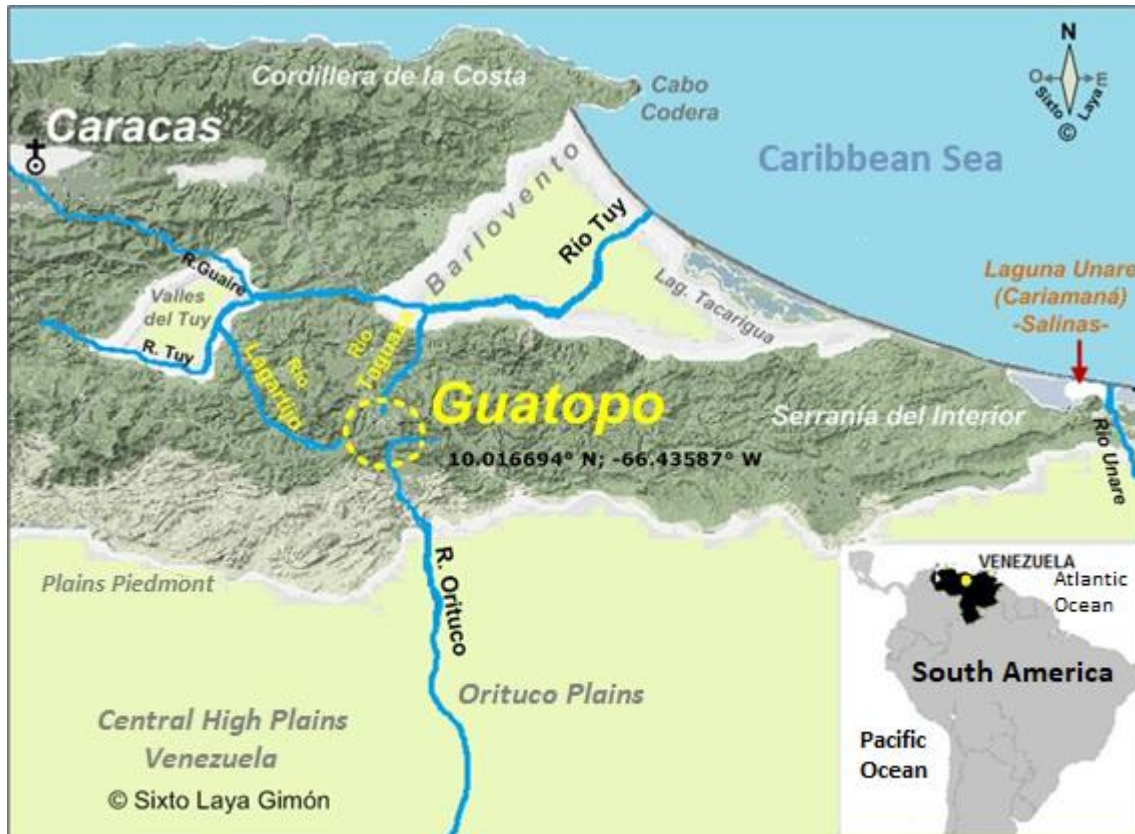 N
O
E
Sixto
Laya
©
Cordillera de la Costa
Cabo
Codera
Caracas
Caribbean Sea
Barlovento
Río Tuy
R.Guaire
Valles
del Tuy
R. Tuy
Lag. Tacarigua
Laguna Unare
(Cariamaná)
-Salinas-
Río
Taguaza
Río
Lagartijo
Guatopo
Serranía del Interior
10.016694° N; -66.43587° W
Río Unare
R. Orituco
Plains Piedmont
Orituco Plains
Central High Plains
Venezuela
© Sixto Laya Gimón
VENEZUELA
Atlantic
Ocean
South America
Pacific
Ocean